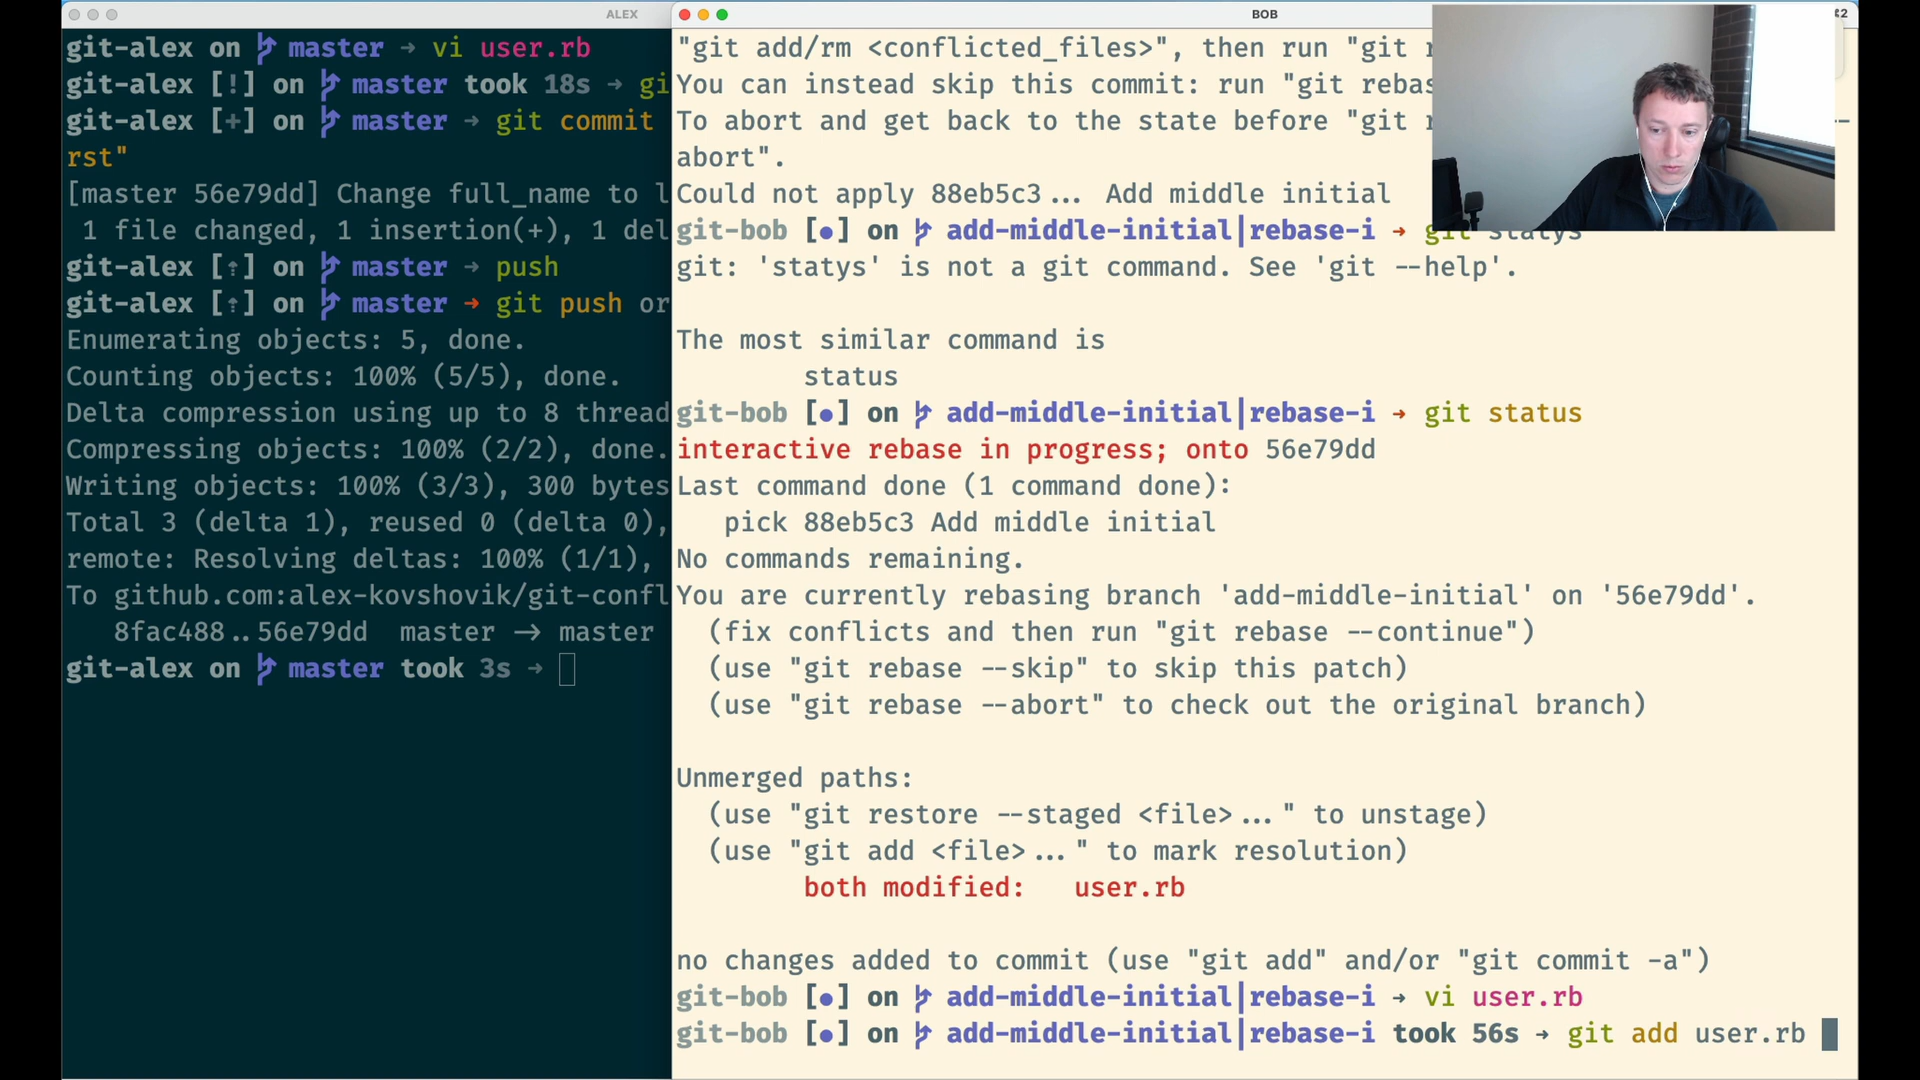 ALEX
git-alex on master → vi user.rb
git-alex [!] on master took 18s → gi
git-alex [+] on master → git commit
rst"
[master 56e79dd] Change full_name to l
1 file changed, 1 insertion(+), 1 del
git-alex [⇡] on master → push
git-alex [⇡] on master → git push or
Enumerating objects: 5, done.
Counting objects: 100% (5/5), done.
Delta compression using up to 8 thread
Compressing objects: 100% (2/2), done.
Writing objects: 100% (3/3), 300 bytes
Total 3 (delta 1), reused 0 (delta 0),
remote: Resolving deltas: 100% (1/1),
To github.com:alex-kovshovik/git-confl
8fac488..56e79dd master -> master
git-alex on master took 3s →
BOB
⌘2
"git add/rm <conflicted_files>", then run "git r
You can instead skip this commit: run "git rebas
To abort and get back to the state before "git r
abort".
Could not apply 88eb5c3... Add middle initial
git-bob [●] on add-middle-initial|rebase-i → git statys
git: 'statys' is not a git command. See 'git --help'.
The most similar command is
status
git-bob [●] on add-middle-initial|rebase-i → git status
interactive rebase in progress; onto 56e79dd
Last command done (1 command done):
pick 88eb5c3 Add middle initial
No commands remaining.
You are currently rebasing branch 'add-middle-initial' on '56e79dd'.
(fix conflicts and then run "git rebase --continue")
(use "git rebase --skip" to skip this patch)
(use "git rebase --abort" to check out the original branch)
Unmerged paths:
(use "git restore --staged <file>..." to unstage)
(use "git add <file>..." to mark resolution)
both modified: user.rb
no changes added to commit (use "git add" and/or "git commit -a")
git-bob [●] on add-middle-initial|rebase-i → vi user.rb
git-bob [●] on add-middle-initial|rebase-i took 56s → git add user.rb